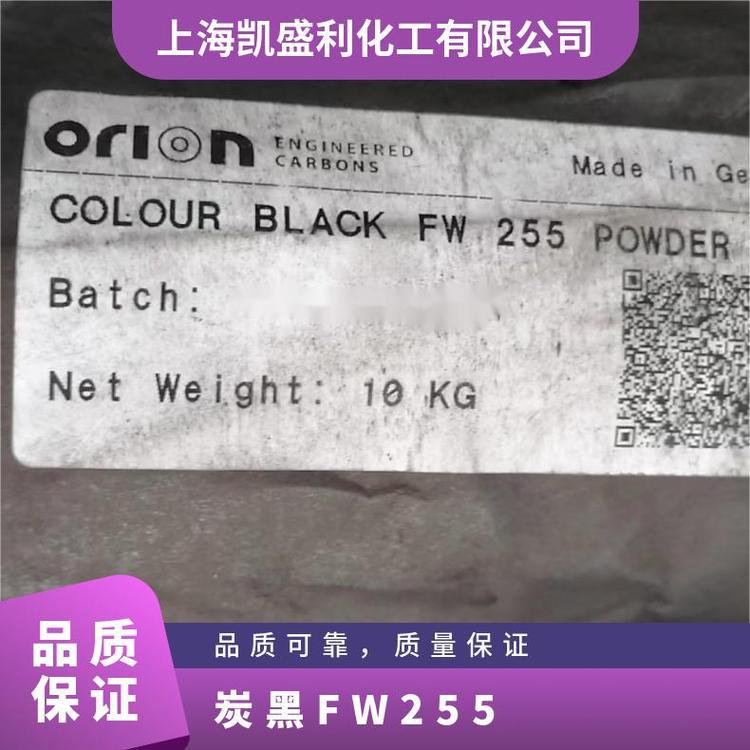 上海凯盛利化工有限公司
orion ENGINEERED
CARBONS
Made in Ge
COLOUR BLACK FW 255 POWDER
Batch:
Net Weight: 10 KG
品质
保证
品质可靠，质量保证
炭黑FW255